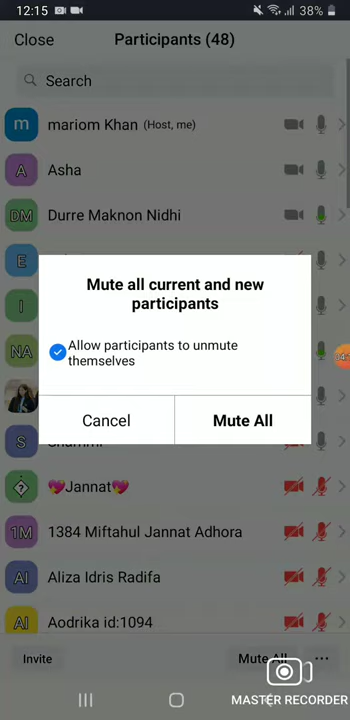 12:15
38%
Close
Participants (48)
Search
m
mariom Khan (Host, me)
A
Asha
DM
Durre Maknon Nidhi
E
Mute all current and new
participants
I
Allow participants to unmute
themselves
NA
Cancel
Mute All
S
Shammi
?
💖Jannat💖
1M
1384 Miftahul Jannat Adhora
AI
Aliza Idris Radifa
AI
Aodrika id:1094
Invite
Mute All
...
MASTER RECORDER